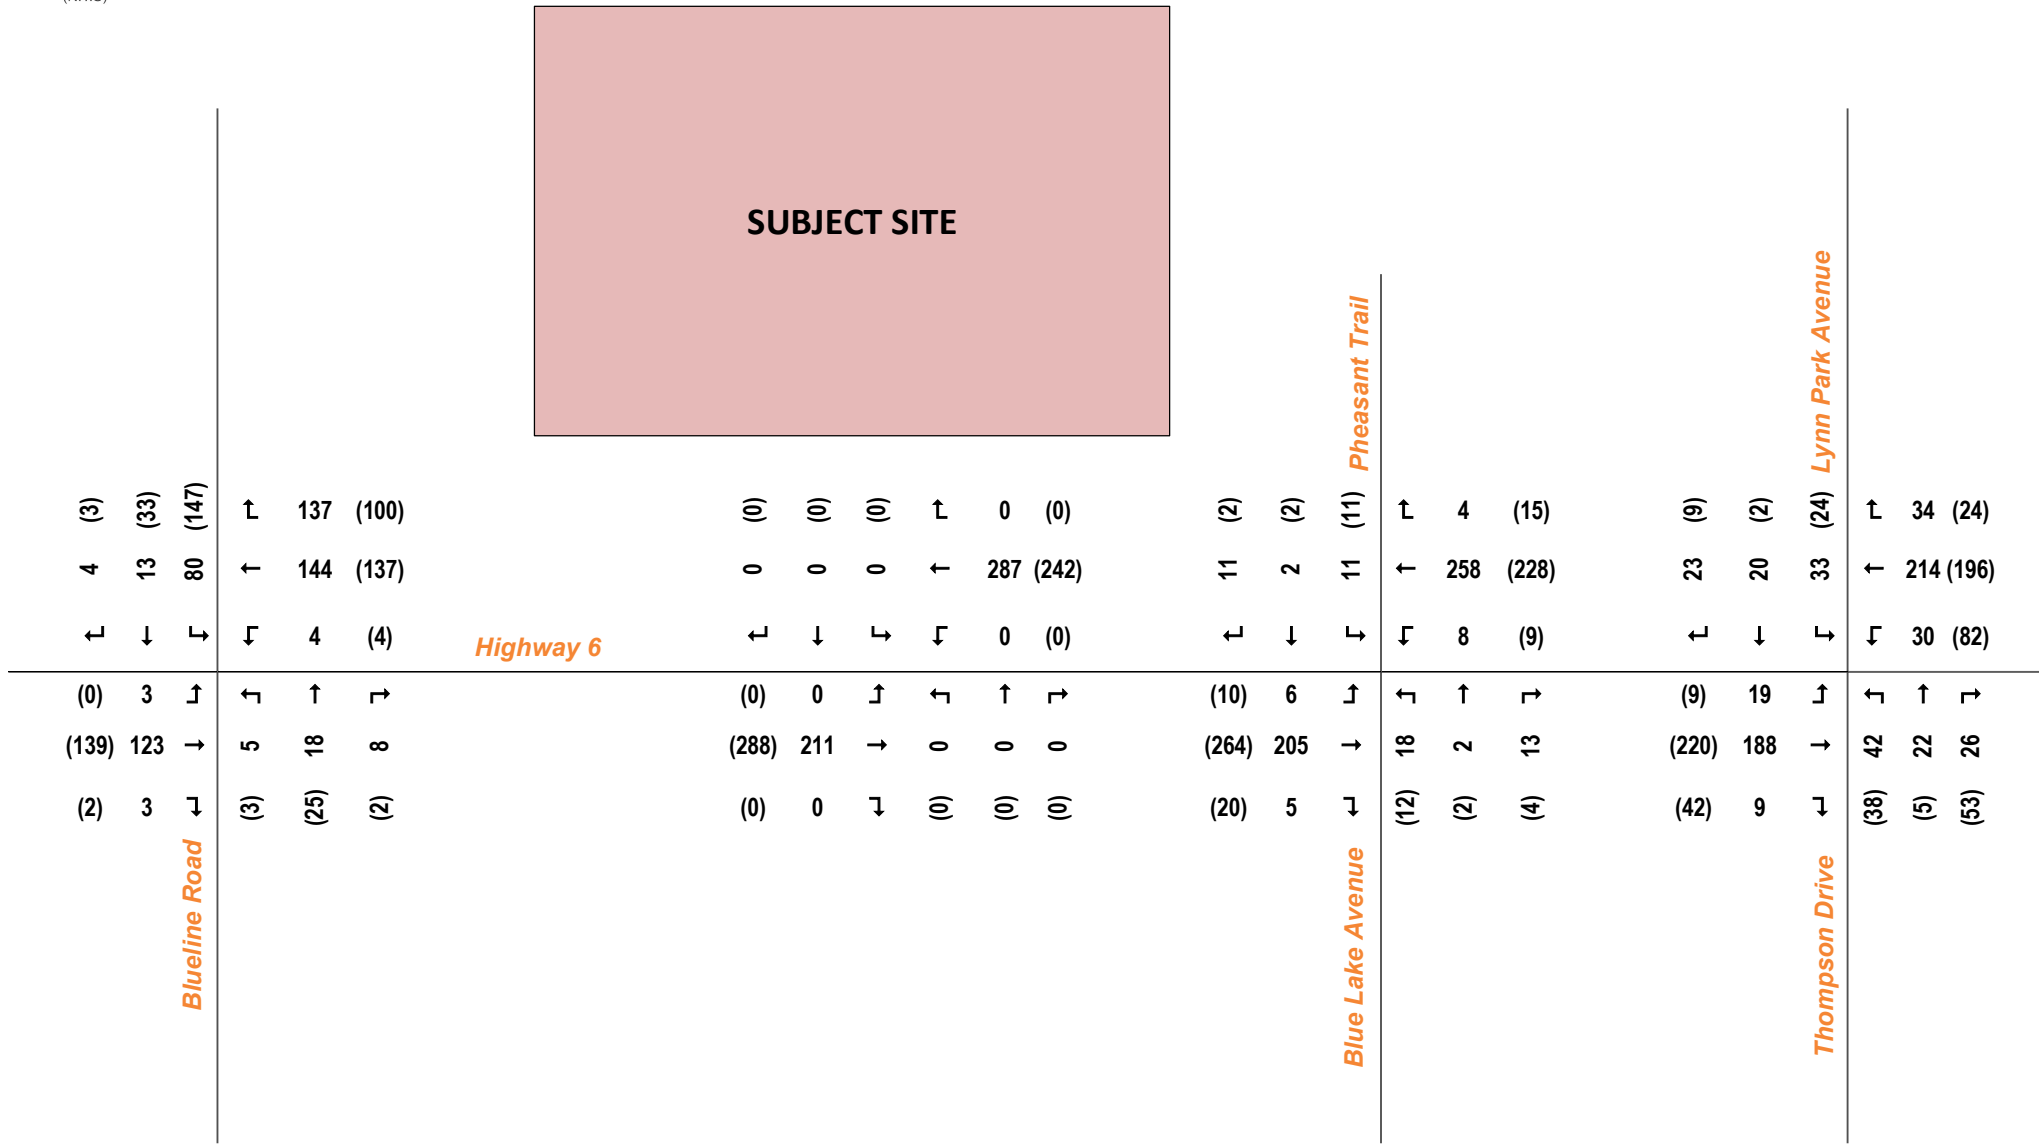 SUBJECT SITE
Pheasant Trail
Lynn Park Avenue
(3) (33) (147) 137 (100)
4 13 80 144 (137)
4 (4)
Highway 6
(0) (0) (0) 0 (0)
0 0 0 287 (242)
0 (0)
(2) (2) (11) 4 (15)
11 2 11 258 (228)
8 (9)
(9) (2) (24) 34 (24)
23 20 33 214 (196)
30 (82)
(0) 3
(139) 123 5 18 8
(2) 3 (3) (25) (2)
(0) 0
(288) 211 0 0 0
(0) 0 (0) (0) (0)
(10) 6
(264) 205 18 2 13
(20) 5 (12) (2) (4)
(9) 19
(220) 188 42 22 26
(42) 9 (38) (5) (53)
Blueline Road
Blue Lake Avenue
Thompson Drive